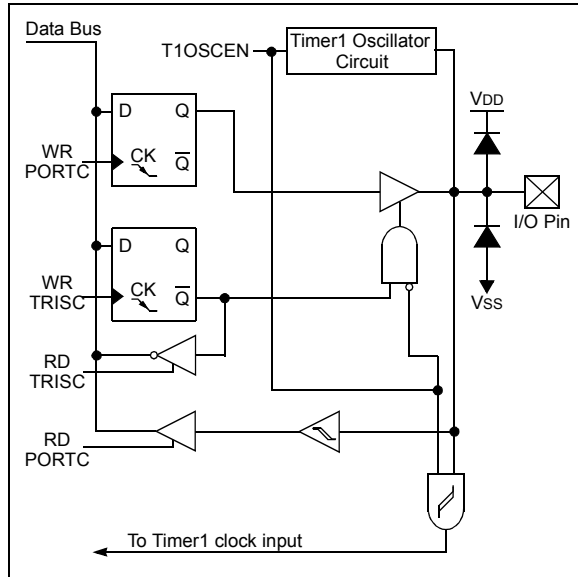 Data Bus
T1OSCEN
Timer1 Oscillator
Circuit
VDD
D Q
WR
PORTC
CK
Q
I/O Pin
D Q
WR
TRISC
CK
Q
VSS
RD
TRISC
RD
PORTC
To Timer1 clock input